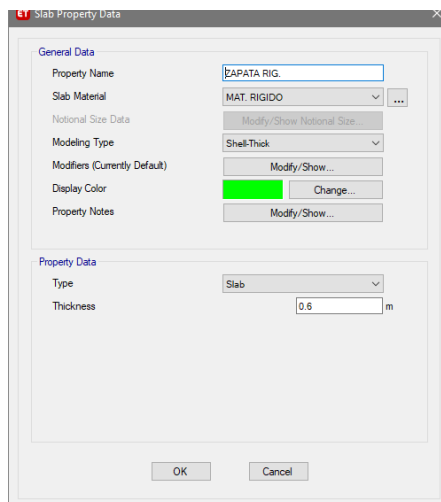 ET Slab Property Data
General Data
Property Name ZAPATA RIG.
Slab Material MAT. RIGIDO ...
Notional Size Data Modify/Show Notional Size...
Modeling Type Shell-Thick
Modifiers (Currently Default) Modify/Show...
Display Color Change...
Property Notes Modify/Show...
Property Data
Type Slab
Thickness 0.6 m
OK Cancel